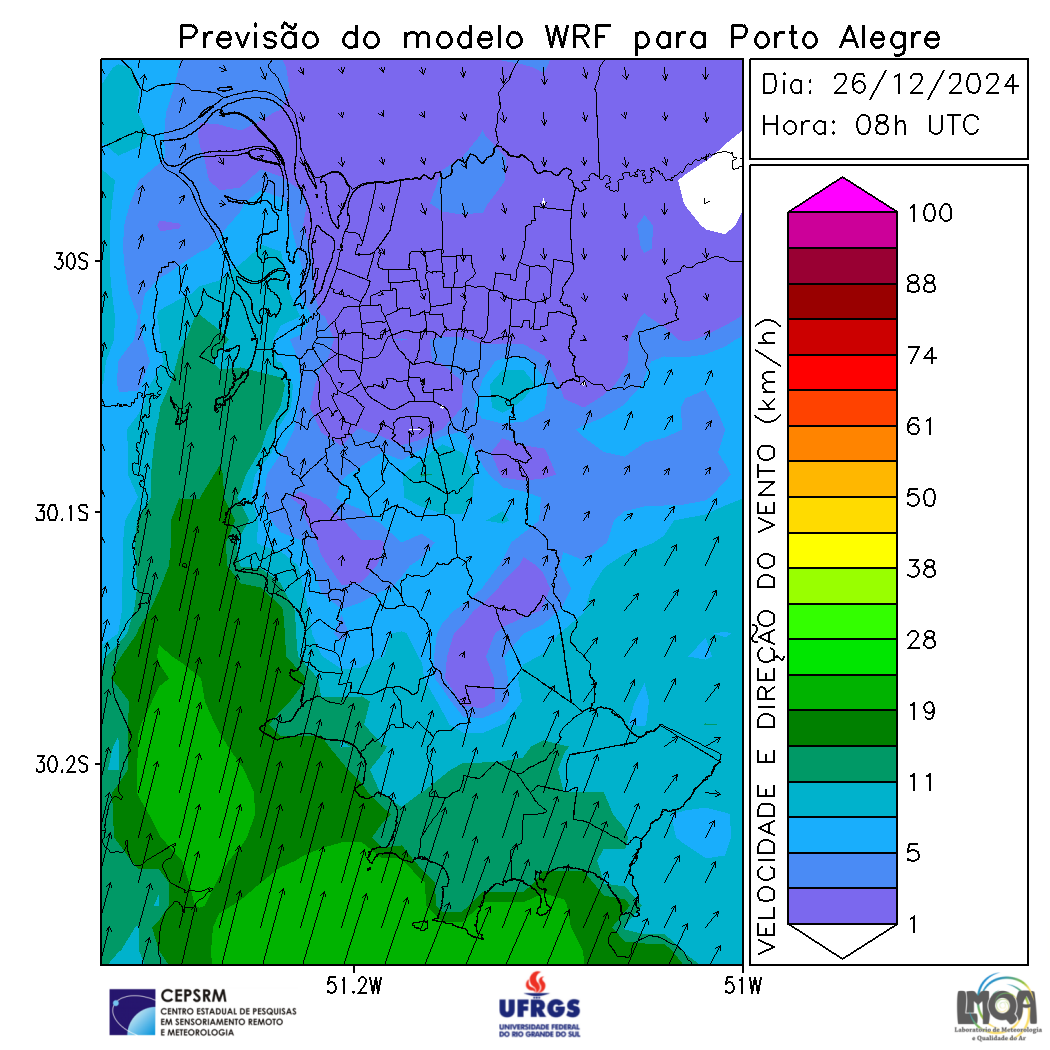 Previsão do modelo WRF para Porto Alegre
Dia: 26/12/2024
Hora: 08h UTC
30S
30.1S
30.2S
51.2W
51W
VELOCIDADE E DIREÇÃO DO VENTO (km/h)
100
88
74
61
50
38
28
19
11
5
1
CEPSRM
CENTRO ESTADUAL DE PESQUISAS
EM SENSORIAMENTO REMOTO
E METEOROLOGIA
UFRGS
UNIVERSIDADE FEDERAL
DO RIO GRANDE DO SUL
LMQA
Laboratório de Meteorologia
e Qualidade do Ar